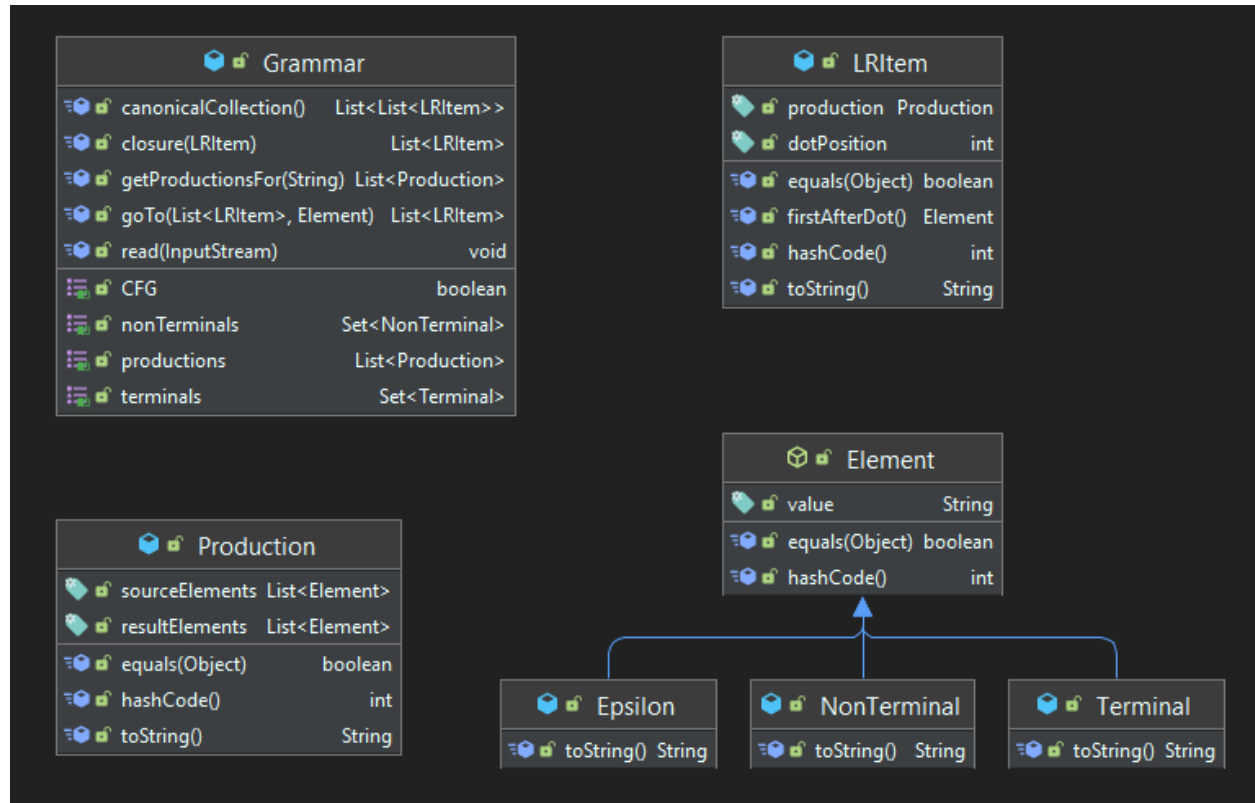 Grammar
canonicalCollection() List<List<LRItem>>
closure(LRItem) List<LRItem>
getProductionsFor(String) List<Production>
goTo(List<LRItem>, Element) List<LRItem>
read(InputStream) void
CFG boolean
nonTerminals Set<NonTerminal>
productions List<Production>
terminals Set<Terminal>
LRItem
production Production
dotPosition int
equals(Object) boolean
firstAfterDot() Element
hashCode() int
toString() String
Element
value String
equals(Object) boolean
hashCode() int
Production
sourceElements List<Element>
resultElements List<Element>
equals(Object) boolean
hashCode() int
toString() String
Epsilon
toString() String
NonTerminal
toString() String
Terminal
toString() String